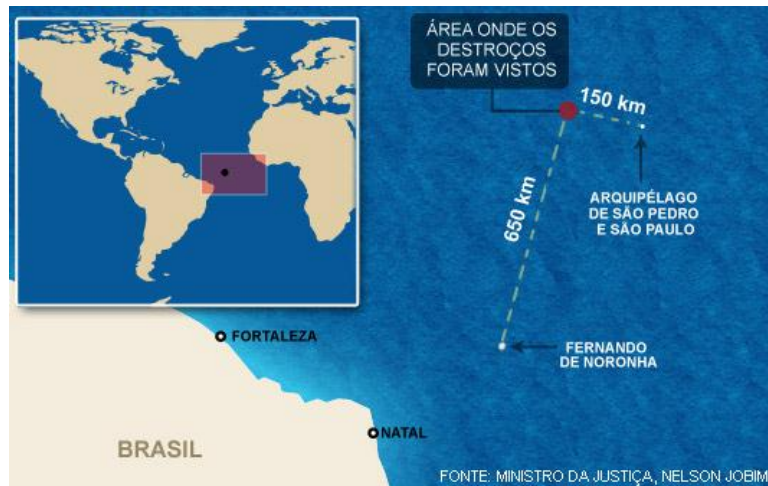 ÁREA ONDE OS
DESTROÇOS
FORAM VISTOS
150 km
650 km
ARQUIPÉLAGO
DE SÃO PEDRO
E SÃO PAULO
FORTALEZA
FERNANDO
DE NORONHA
NATAL
BRASIL
FONTE: MINISTRO DA JUSTIÇA, NELSON JOBIM